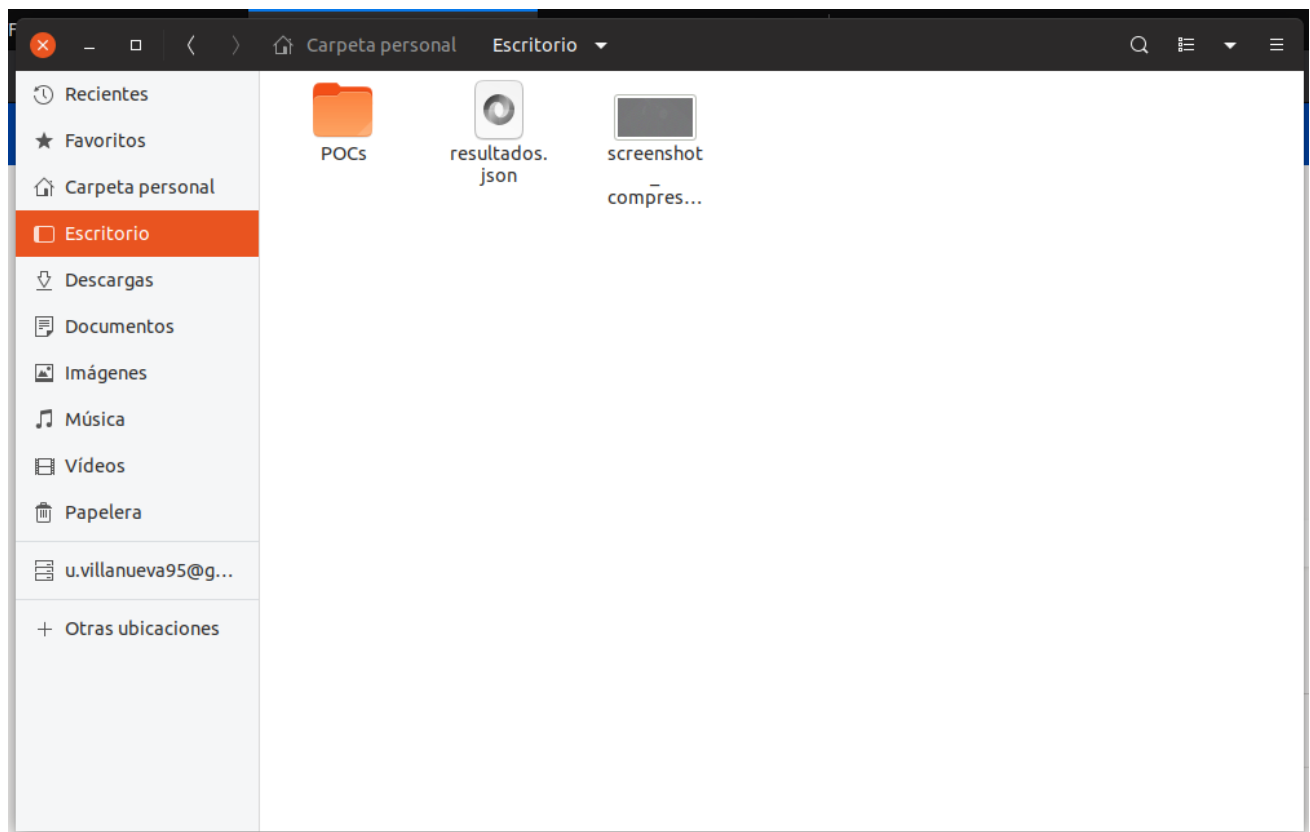 F
Carpeta personal Escritorio
Recientes
Favoritos
Carpeta personal
Escritorio
Descargas
Documentos
Imágenes
Música
Vídeos
Papelera
u.villanueva95@g...
Otras ubicaciones
POCs
resultados.
json
screenshot
_
compres...